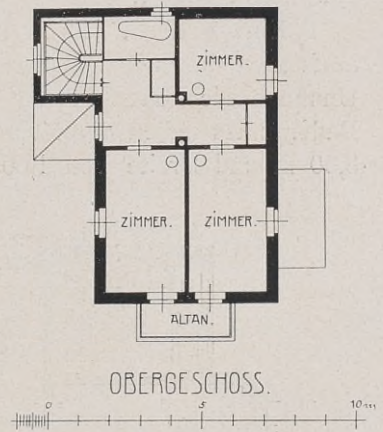 ZIMMER.
ZIMMER.
ZIMMER.
ALTAN.
OBERGESCHOSS.
0 5 10 m